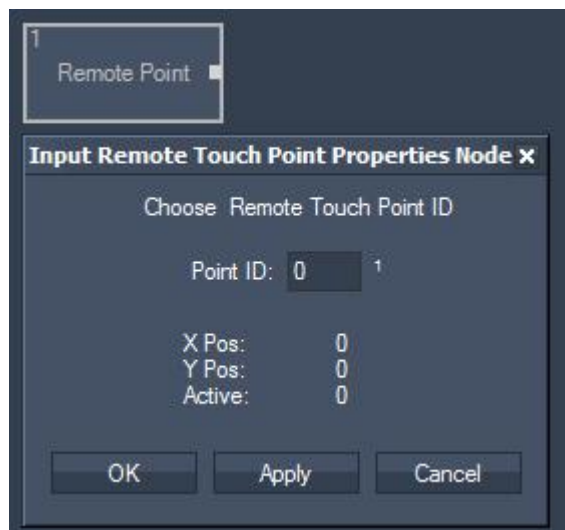 1
Remote Point
Input Remote Touch Point Properties Node x
Choose Remote Touch Point ID
Point ID: 0 1
X Pos: 0
Y Pos: 0
Active: 0
OK Apply Cancel